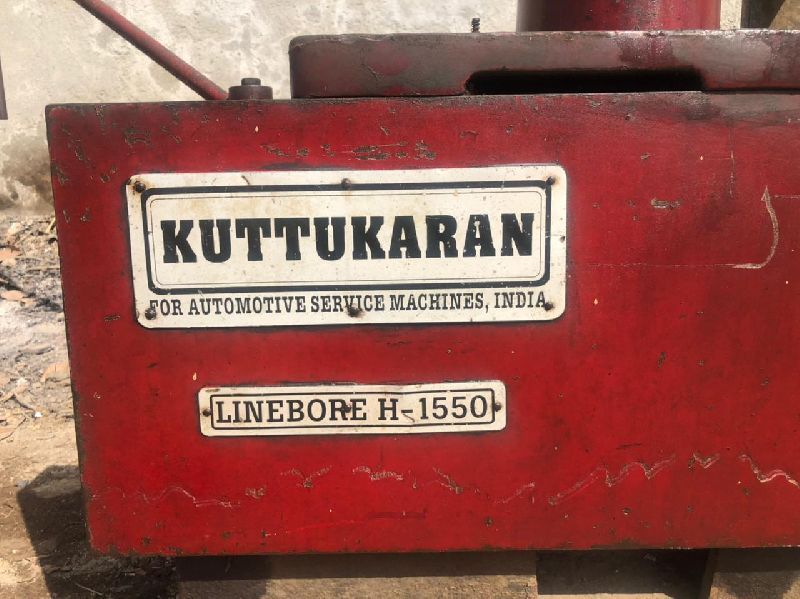 KUTTUKARAN
FOR AUTOMOTIVE SERVICE MACHINES, INDIA
LINEBORE H-1550